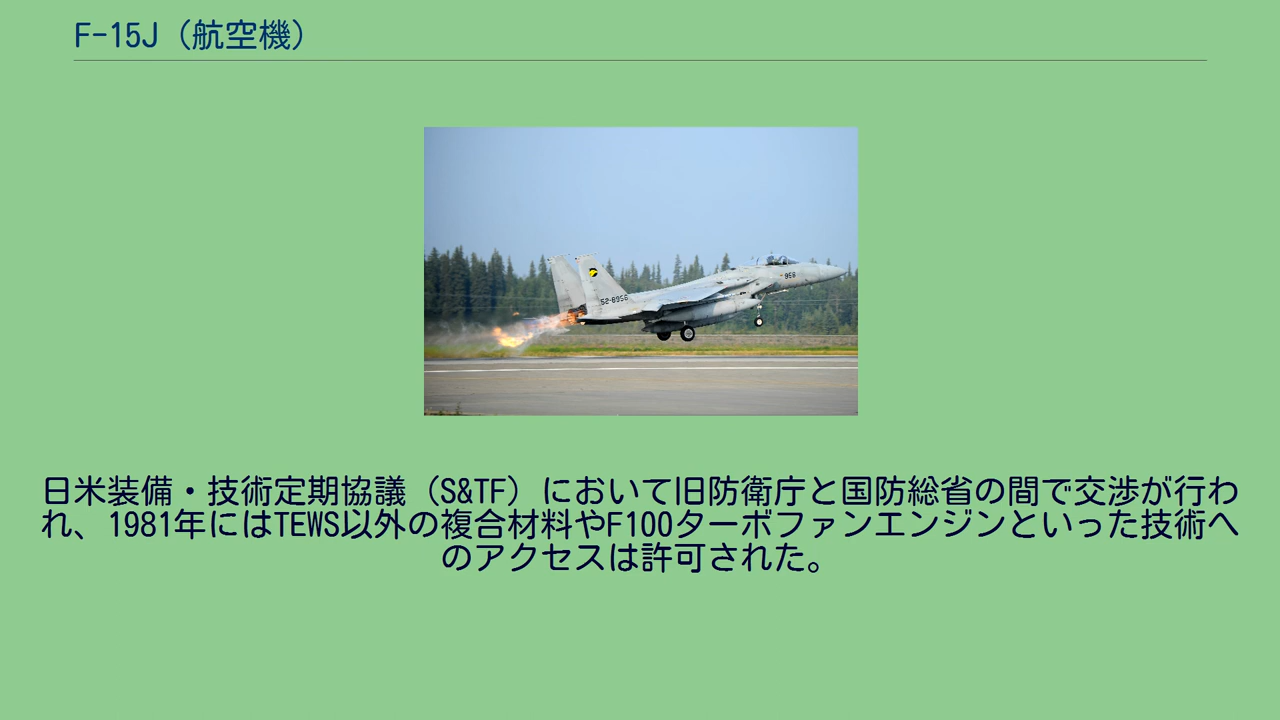 F-15J（航空機）
956
52-8956
日米装備・技術定期協議（S&TF）において旧防衛庁と国防総省の間で交渉が行わ
れ、1981年にはTEWS以外の複合材料やF100ターボファンエンジンといった技術へ
のアクセスは許可された。